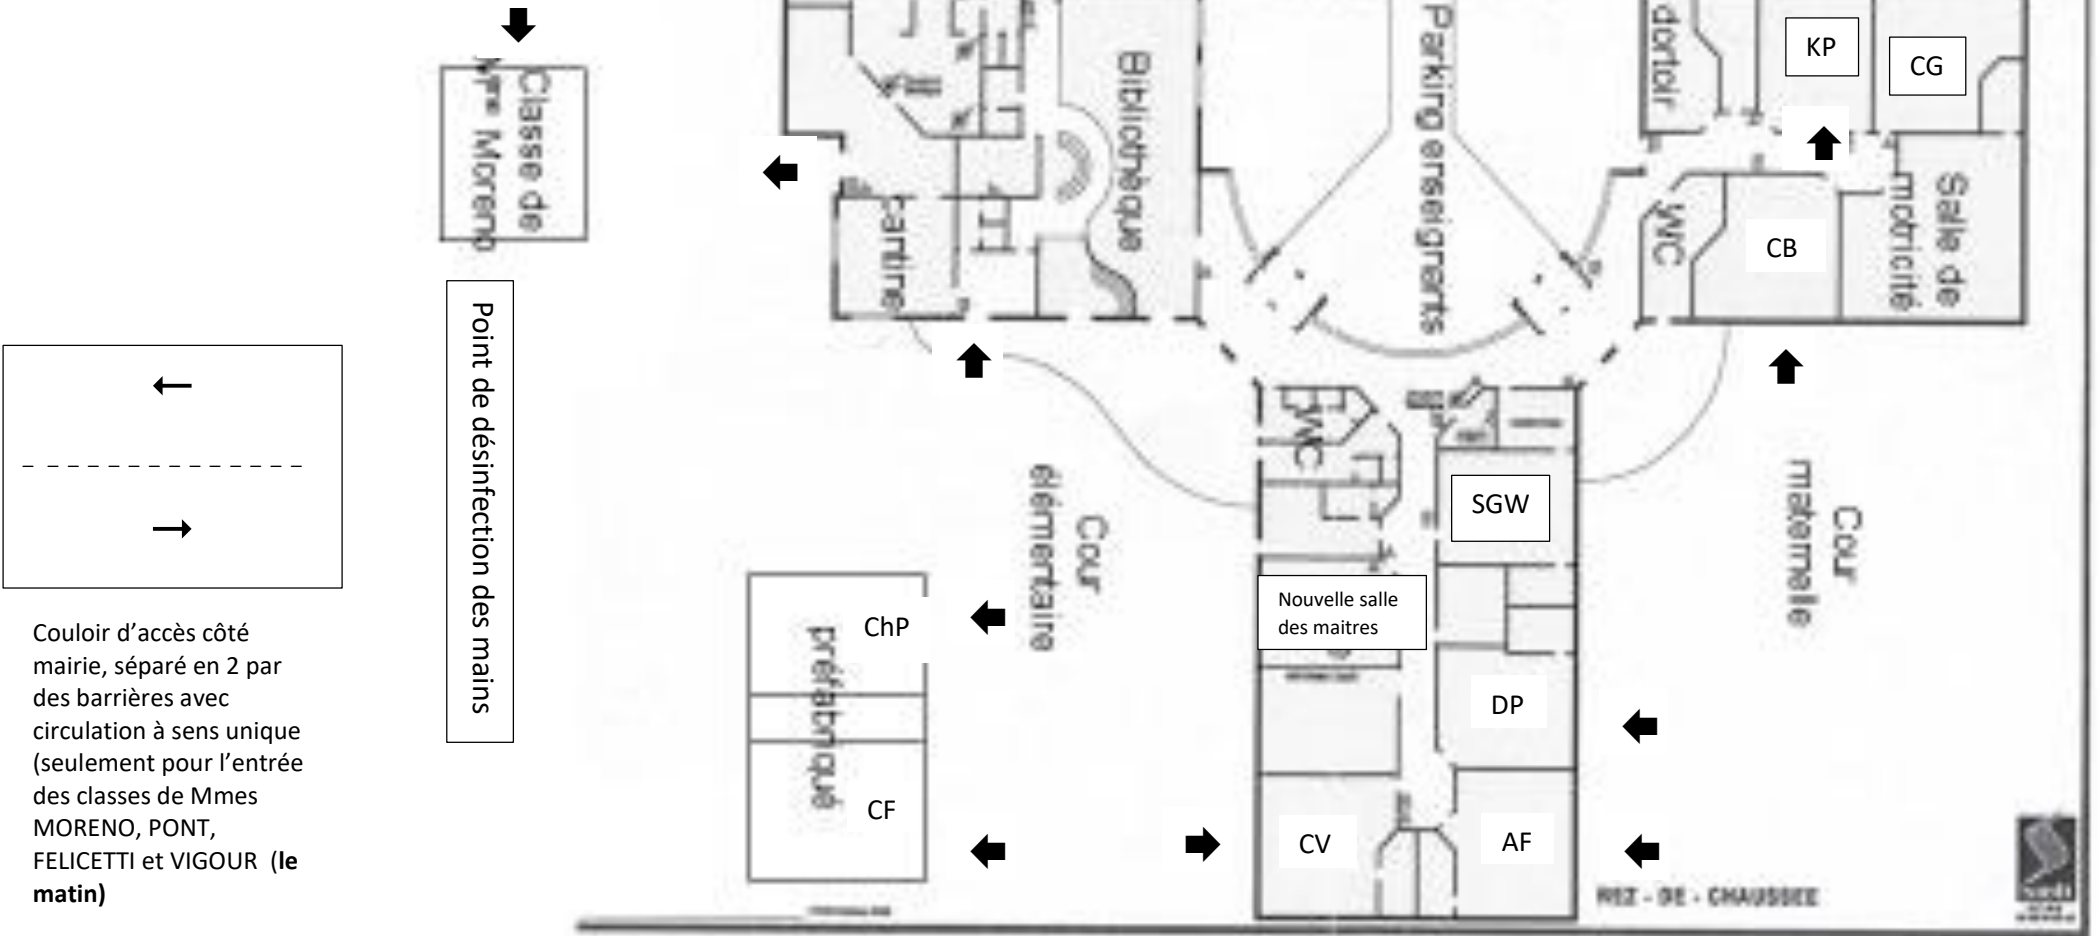 Classe de
Mme Moreno
Point de désinfection des mains
Couloir d’accès côté
mairie, séparé en 2 par
des barrières avec
circulation à sens unique
(seulement pour l’entrée
des classes de Mmes
MORENO, PONT,
FELICETTI et VIGOUR (le
matin)
cantine
Bibliothèque
Parking enseignants
dortoir
KP
CG
WC
CB
Salle de
motricité
Cour
élémentaire
préfabriqué
ChP
CF
WC
SGW
Nouvelle salle
des maitres
DP
CV
AF
Cour
maternelle
REZ - DE - CHAUSSEE